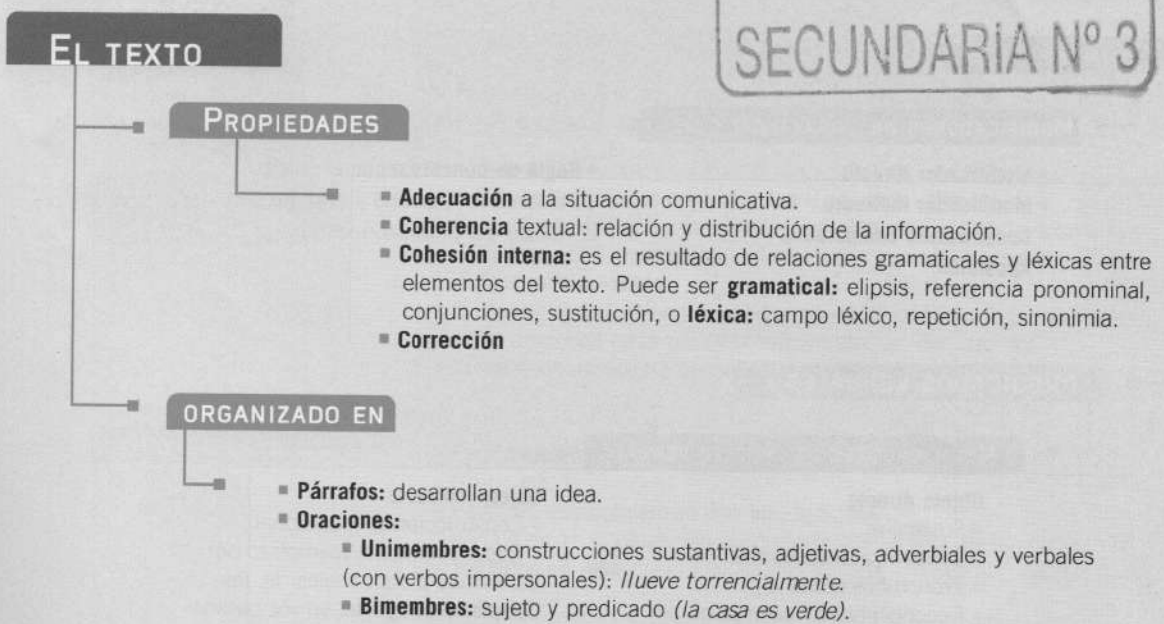 EL TEXTO
SECUNDARIA Nº 3
PROPIEDADES
▪ Adecuación a la situación comunicativa.
▪ Coherencia textual: relación y distribución de la información.
▪ Cohesión interna: es el resultado de relaciones gramaticales y léxicas entre
elementos del texto. Puede ser gramatical: elipsis, referencia pronominal,
conjunciones, sustitución, o léxica: campo léxico, repetición, sinonimia.
▪ Corrección
ORGANIZADO EN
▪ Párrafos: desarrollan una idea.
▪ Oraciones:
▪ Unimembres: construcciones sustantivas, adjetivas, adverbiales y verbales
(con verbos impersonales): llueve torrencialmente.
▪ Bimembres: sujeto y predicado (la casa es verde).